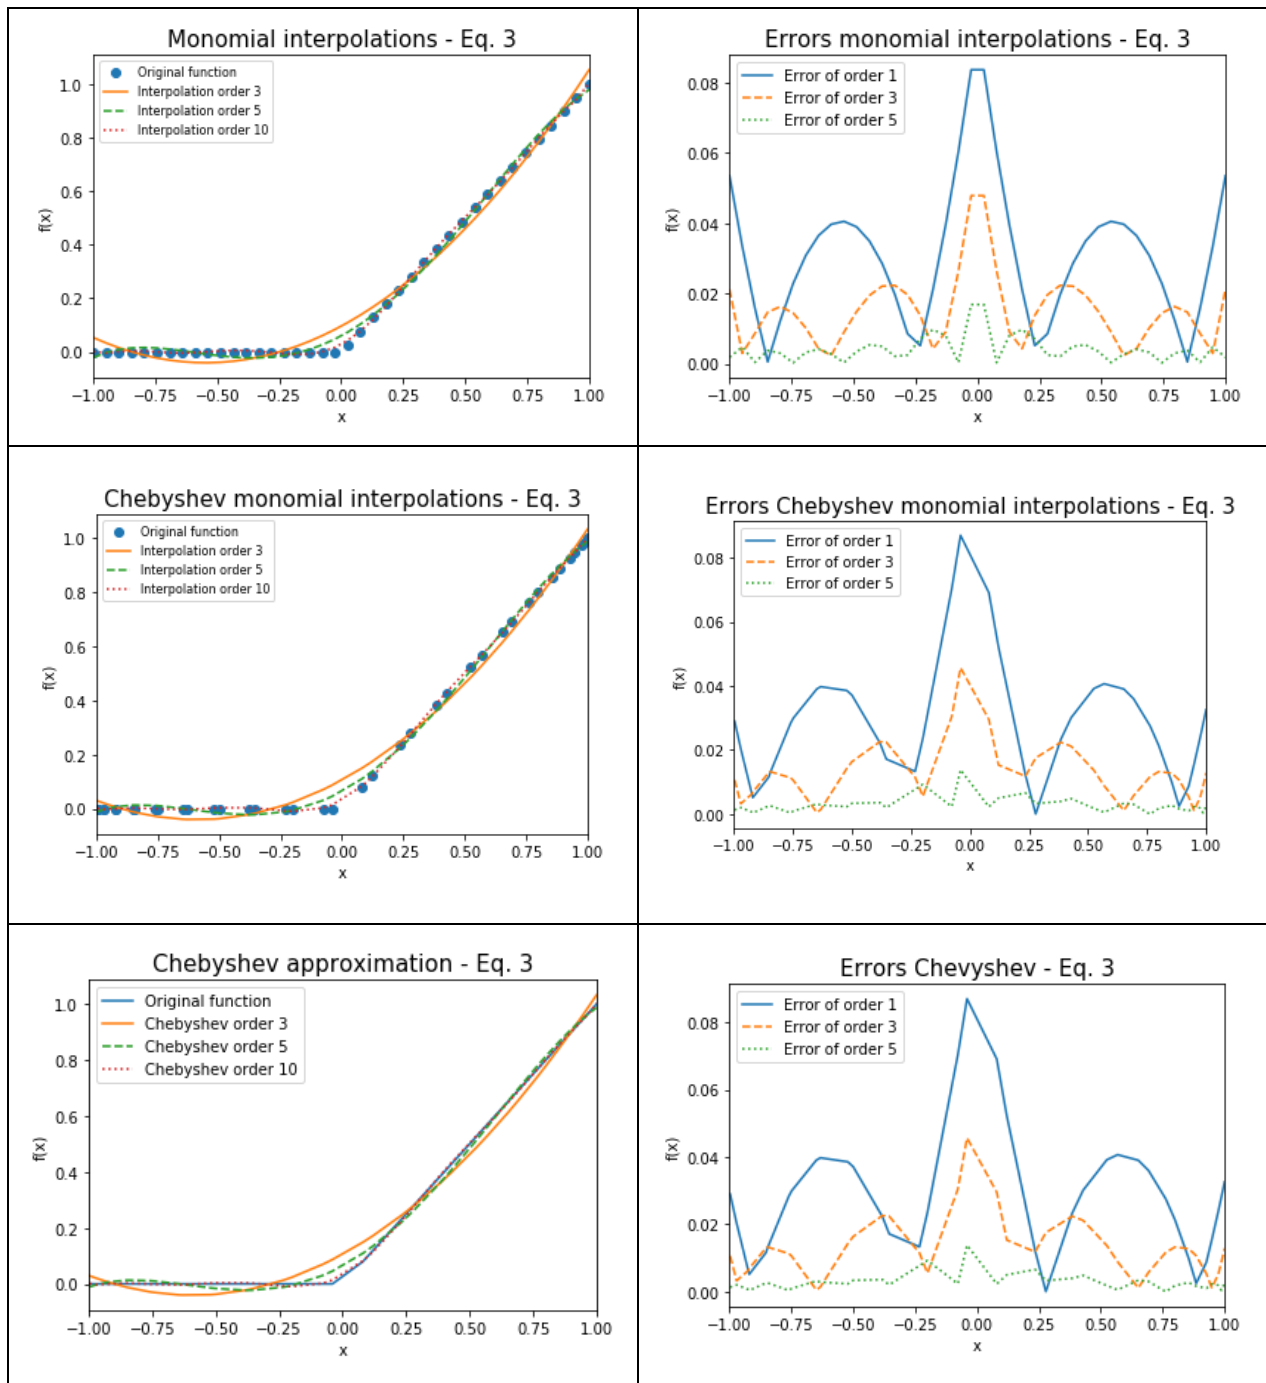 Monomial interpolations - Eq. 3
Original function
Interpolation order 3
Interpolation order 5
Interpolation order 10
f(x)
1.0
0.8
0.6
0.4
0.2
0.0
−1.00 −0.75 −0.50 −0.25 0.00 0.25 0.50 0.75 1.00
x
Errors monomial interpolations - Eq. 3
Error of order 1
Error of order 3
Error of order 5
f(x)
0.08
0.06
0.04
0.02
0.00
−1.00 −0.75 −0.50 −0.25 0.00 0.25 0.50 0.75 1.00
x
Chebyshev monomial interpolations - Eq. 3
Original function
Interpolation order 3
Interpolation order 5
Interpolation order 10
f(x)
1.0
0.8
0.6
0.4
0.2
0.0
−1.00 −0.75 −0.50 −0.25 0.00 0.25 0.50 0.75 1.00
x
Errors Chebyshev monomial interpolations - Eq. 3
Error of order 1
Error of order 3
Error of order 5
f(x)
0.08
0.06
0.04
0.02
0.00
−1.00 −0.75 −0.50 −0.25 0.00 0.25 0.50 0.75 1.00
x
Chebyshev approximation - Eq. 3
Original function
Chebyshev order 3
Chebyshev order 5
Chebyshev order 10
f(x)
1.0
0.8
0.6
0.4
0.2
0.0
−1.00 −0.75 −0.50 −0.25 0.00 0.25 0.50 0.75 1.00
x
Errors Chevyshev - Eq. 3
Error of order 1
Error of order 3
Error of order 5
f(x)
0.08
0.06
0.04
0.02
0.00
−1.00 −0.75 −0.50 −0.25 0.00 0.25 0.50 0.75 1.00
x